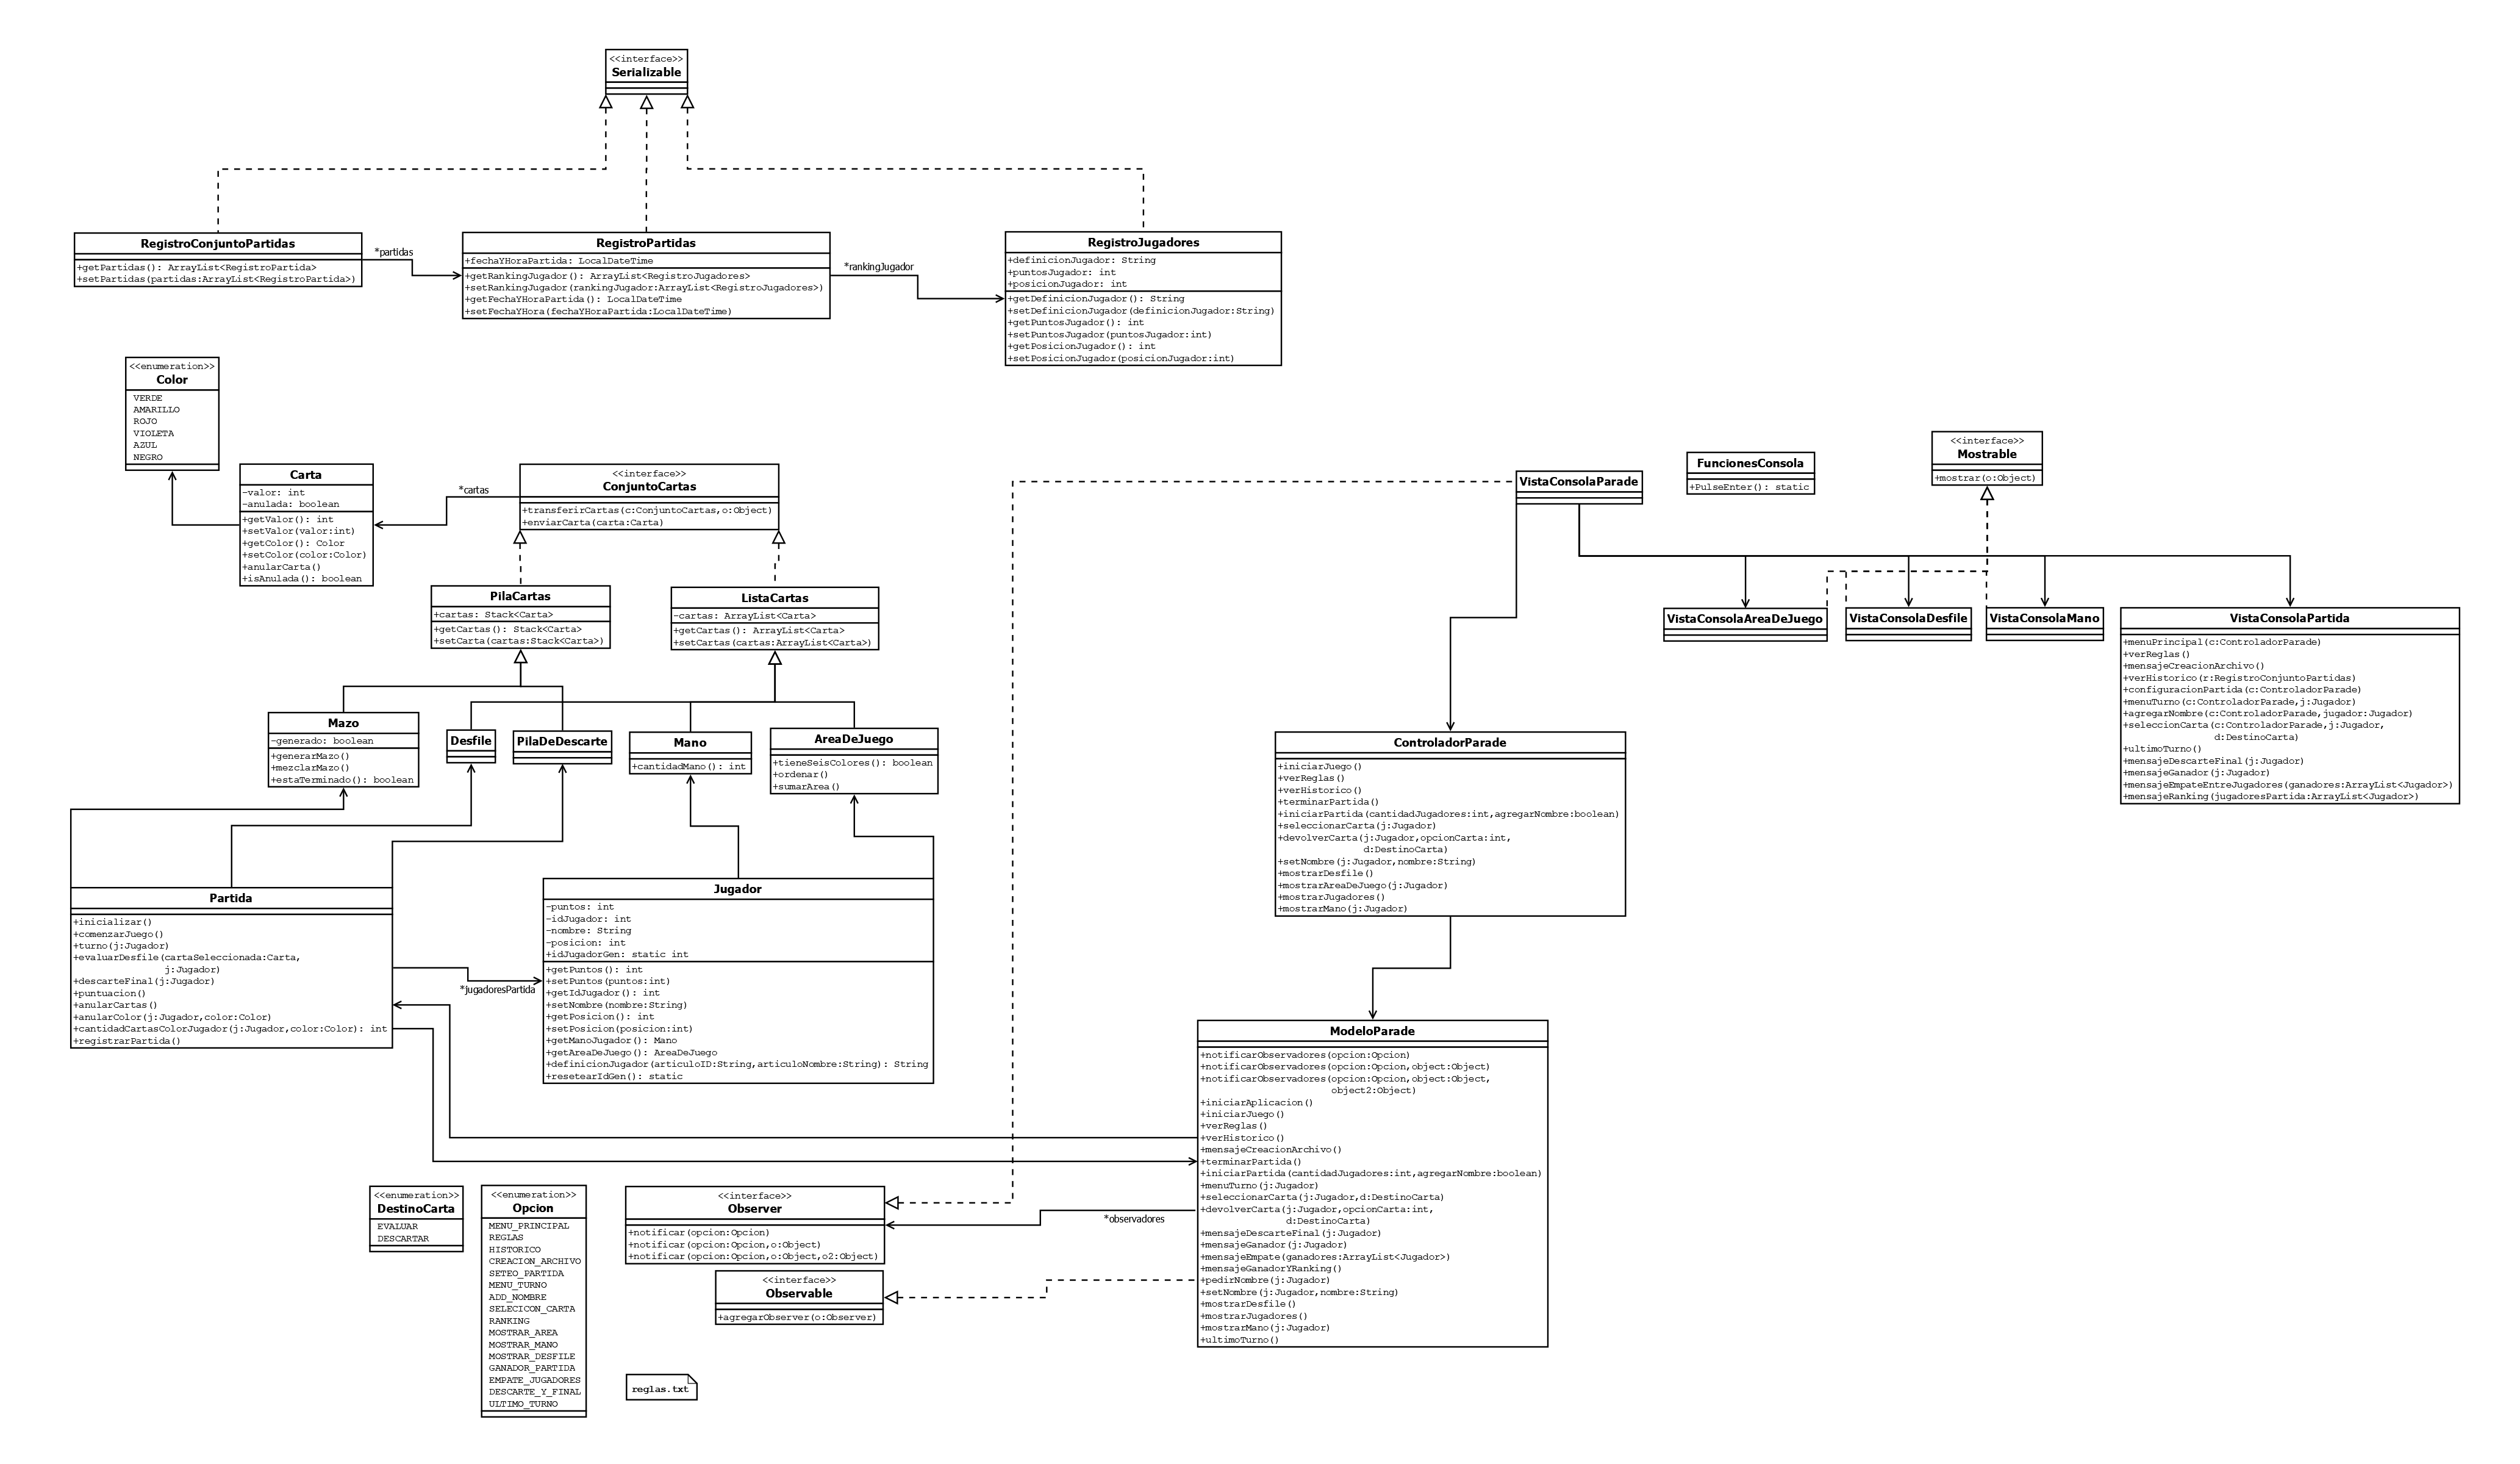 <<interface>>
Serializable
RegistroConjuntoPartidas
+getPartidas(): ArrayList<RegistroPartida>
+setPartidas(partidas:ArrayList<RegistroPartida>)
*partidas
RegistroPartidas
+fechaYHoraPartida: LocalDateTime
+getRankingJugador(): ArrayList<RegistroJugadores>
+setRankingJugador(rankingJugador:ArrayList<RegistroJugadores>)
+getFechaYHoraPartida(): LocalDateTime
+setFechaYHora(fechaYHoraPartida:LocalDateTime)
*rankingJugador
RegistroJugadores
+definicionJugador: String
+puntosJugador: int
+posicionJugador: int
+getDefinicionJugador(): String
+setDefinicionJugador(definicionJugador:String)
+getPuntosJugador(): int
+setPuntosJugador(puntosJugador:int)
+getPosicionJugador(): int
+setPosicionJugador(posicionJugador:int)
<<enumeration>>
Color
VERDE
AMARILLO
ROJO
VIOLETA
AZUL
NEGRO
Carta
-valor: int
-anulada: boolean
+getValor(): int
+setValor(valor:int)
+getColor(): Color
+setColor(color:Color)
+anularCarta()
+isAnulada(): boolean
*cartas
<<interface>>
ConjuntoCartas
+transferirCartas(c:ConjuntoCartas,o:Object)
+enviarCarta(carta:Carta)
PilaCartas
+cartas: Stack<Carta>
+getCartas(): Stack<Carta>
+setCarta(cartas:Stack<Carta>)
ListaCartas
-cartas: ArrayList<Carta>
+getCartas(): ArrayList<Carta>
+setCartas(cartas:ArrayList<Carta>)
Mazo
-generado: boolean
+generarMazo()
+mezclarMazo()
+estaTerminado(): boolean
Desfile
PilaDeDescarte
Mano
+cantidadMano(): int
AreaDeJuego
+tieneSeisColores(): boolean
+ordenar()
+sumarArea()
Partida
+inicializar()
+comenzarJuego()
+turno(j:Jugador)
+evaluarDesfile(cartaSeleccionada:Carta,
j:Jugador)
+descarteFinal(j:Jugador)
+puntuacion()
+anularCartas()
+anularColor(j:Jugador,color:Color)
+cantidadCartasColorJugador(j:Jugador,color:Color): int
+registrarPartida()
*jugadoresPartida
Jugador
-puntos: int
-idJugador: int
-nombre: String
-posicion: int
+idJugadorGen: static int
+getPuntos(): int
+setPuntos(puntos:int)
+getIdJugador(): int
+setNombre(nombre:String)
+getPosicion(): int
+setPosicion(posicion:int)
+getManoJugador(): Mano
+getAreaDeJuego(): AreaDeJuego
+definicionJugador(articuloID:String,articuloNombre:String): String
+resetearIdGen(): static
VistaConsolaParade
FuncionesConsola
+PulseEnter(): static
<<interface>>
Mostrable
+mostrar(o:Object)
VistaConsolaAreaDeJuego
VistaConsolaDesfile
VistaConsolaMano
VistaConsolaPartida
+menuPrincipal(c:ControladorParade)
+verReglas()
+mensajeCreacionArchivo()
+verHistorico(r:RegistroConjuntoPartidas)
+configuracionPartida(c:ControladorParade)
+menuTurno(c:ControladorParade,j:Jugador)
+agregarNombre(c:ControladorParade,jugador:Jugador)
+seleccionCarta(c:ControladorParade,j:Jugador,
d:DestinoCarta)
+ultimoTurno()
+mensajeDescarteFinal(j:Jugador)
+mensajeGanador(j:Jugador)
+mensajeEmpateEntreJugadores(ganadores:ArrayList<Jugador>)
+mensajeRanking(jugadoresPartida:ArrayList<Jugador>)
ControladorParade
+iniciarJuego()
+verReglas()
+verHistorico()
+terminarPartida()
+iniciarPartida(cantidadJugadores:int,agregarNombre:boolean)
+seleccionarCarta(j:Jugador)
+devolverCarta(j:Jugador,opcionCarta:int,
d:DestinoCarta)
+setNombre(j:Jugador,nombre:String)
+mostrarDesfile()
+mostrarAreaDeJuego(j:Jugador)
+mostrarJugadores()
+mostrarMano(j:Jugador)
ModeloParade
+notificarObservadores(opcion:Opcion)
+notificarObservadores(opcion:Opcion,object:Object)
+notificarObservadores(opcion:Opcion,object:Object,
object2:Object)
+iniciarAplicacion()
+iniciarJuego()
+verReglas()
+verHistorico()
+mensajeCreacionArchivo()
+terminarPartida()
+iniciarPartida(cantidadJugadores:int,agregarNombre:boolean)
+menuTurno(j:Jugador)
+seleccionarCarta(j:Jugador,d:DestinoCarta)
+devolverCarta(j:Jugador,opcionCarta:int,
d:DestinoCarta)
+mensajeDescarteFinal(j:Jugador)
+mensajeGanador(j:Jugador)
+mensajeEmpate(ganadores:ArrayList<Jugador>)
+mensajeGanadorYRanking()
+pedirNombre(j:Jugador)
+setNombre(j:Jugador,nombre:String)
+mostrarDesfile()
+mostrarJugadores()
+mostrarMano(j:Jugador)
+ultimoTurno()
<<enumeration>>
DestinoCarta
EVALUAR
DESCARTAR
<<enumeration>>
Opcion
MENU_PRINCIPAL
REGLAS
HISTORICO
CREACION_ARCHIVO
SETEO_PARTIDA
MENU_TURNO
ADD_NOMBRE
SELECICON_CARTA
RANKING
MOSTRAR_AREA
MOSTRAR_MANO
MOSTRAR_DESFILE
GANADOR_PARTIDA
EMPATE_JUGADORES
DESCARTE_Y_FINAL
ULTIMO_TURNO
<<interface>>
Observer
+notificar(opcion:Opcion)
+notificar(opcion:Opcion,o:Object)
+notificar(opcion:Opcion,o:Object,o2:Object)
*observadores
<<interface>>
Observable
+agregarObserver(o:Observer)
reglas.txt